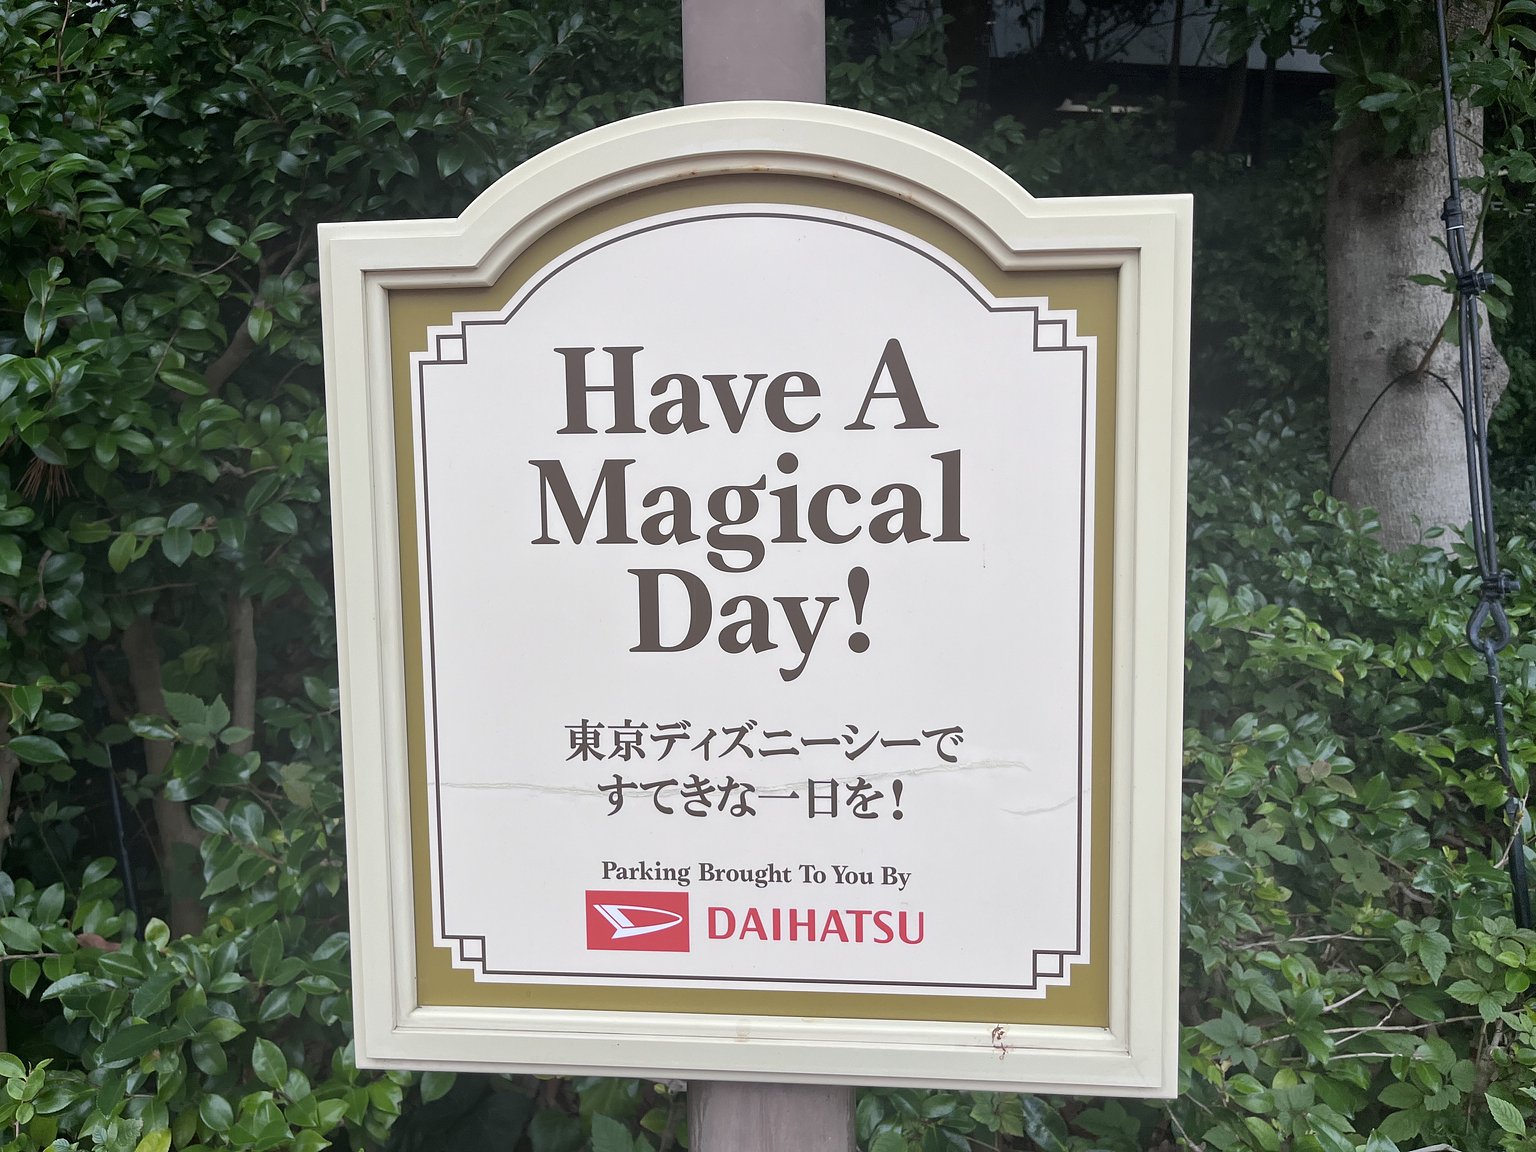 Have A
Magical
Day!
東京ディズニーシーで
すてきな一日を!
Parking Brought To You By
DAIHATSU